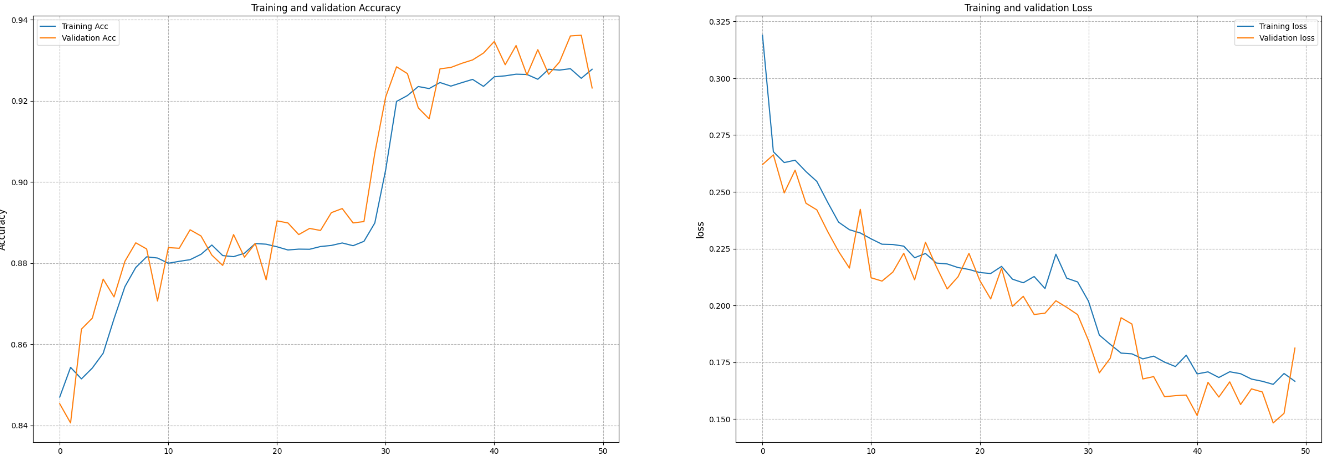 Training and validation Accuracy
0.94
0.92
0.90
0.88
0.86
0.84
Accuracy
Training Acc
Validation Acc
0 10 20 30 40 50
Training and validation Loss
0.325
0.300
0.275
0.250
0.225
0.200
0.175
0.150
loss
Training loss
Validation loss
0 10 20 30 40 50